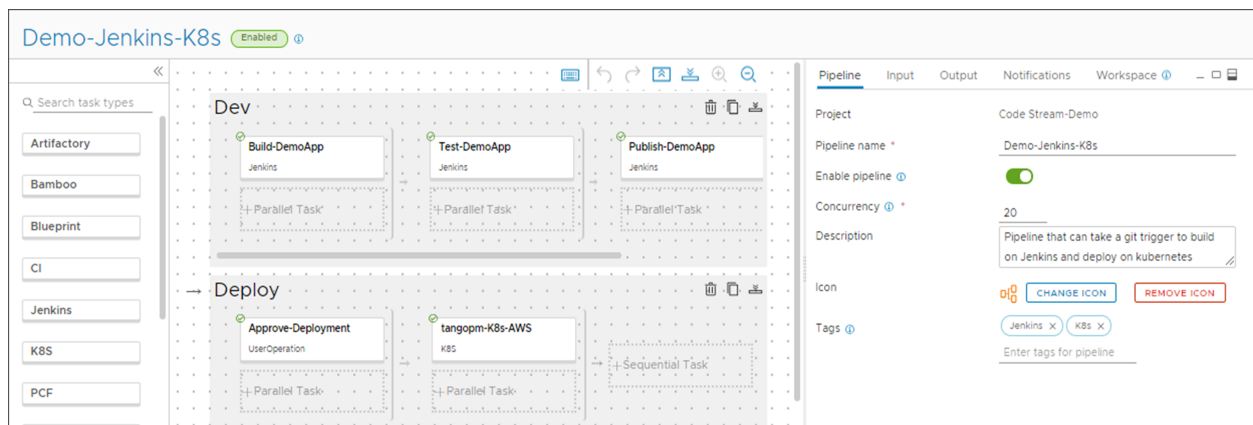 Demo-Jenkins-K8s Enabled
Search task types
Artifactory
Bamboo
Blueprint
CI
Jenkins
K8S
PCF
Dev
Build-DemoApp
Jenkins
+ Parallel Task
Test-DemoApp
Jenkins
+ Parallel Task
Publish-DemoApp
Jenkins
+ Parallel Task
Deploy
Approve-Deployment
UserOperation
+ Parallel Task
tangopm-K8s-AWS
K8S
+ Parallel Task
+ Sequential Task
Pipeline Input Output Notifications Workspace
Project Code Stream-Demo
Pipeline name * Demo-Jenkins-K8s
Enable pipeline
Concurrency * 20
Description Pipeline that can take a git trigger to build
on Jenkins and deploy on kubernetes
Icon CHANGE ICON REMOVE ICON
Tags Jenkins X K8s X
Enter tags for pipeline